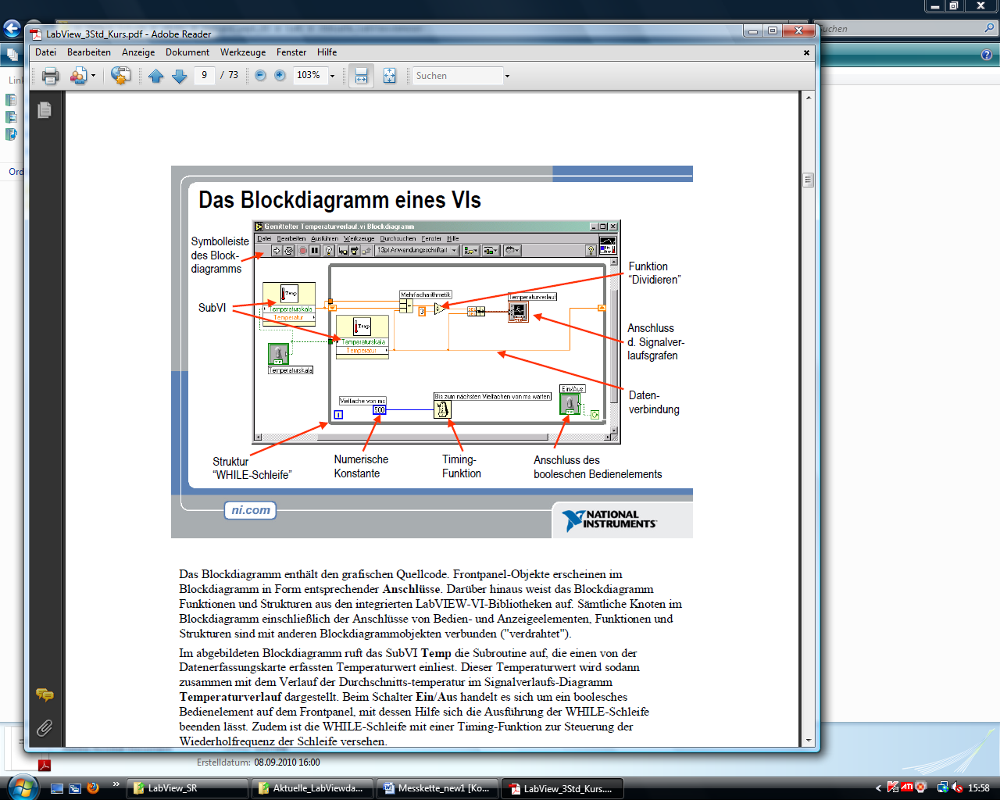 Suchen
LabView_3Std_Kurs.pdf - Adobe Reader
Datei Bearbeiten Anzeige Dokument Werkzeuge Fenster Hilfe
9 / 73 103% Suchen
Link
Ord
Das Blockdiagramm eines VIs
Symbolleiste
des Block-
diagramms
SubVI
Gemittelter Temperaturverlauf.vi Blockdiagramm
Datei Bearbeiten Ausführen Werkzeuge Durchsuchen Fenster Hilfe
13pt Anwendungsschriftart
Temp
Temperaturskala
Temperatur
Temperaturskala
Mehrfacharithmetik
3
Temperaturverlauf
Temp
Temperaturskala
Temperatur
Vielfache von ms
500
Bis zum nächsten Vielfachen von ms warten
Ein/Aus
i
Funktion
“Dividieren”
Anschluss
d. Signalver-
laufsgrafen
Daten-
verbindung
Struktur
“WHILE-Schleife”
Numerische
Konstante
Timing-
Funktion
Anschluss des
booleschen Bedienelements
ni.com
NATIONAL
INSTRUMENTS
Das Blockdiagramm enthält den grafischen Quellcode. Frontpanel-Objekte erscheinen im
Blockdiagramm in Form entsprechender Anschlüsse. Darüber hinaus weist das Blockdiagramm
Funktionen und Strukturen aus den integrierten LabVIEW-VI-Bibliotheken auf. Sämtliche Knoten im
Blockdiagramm einschließlich der Anschlüsse von Bedien- und Anzeigeelementen, Funktionen und
Strukturen sind mit anderen Blockdiagrammobjekten verbunden ("verdrahtet").
Im abgebildeten Blockdiagramm ruft das SubVI Temp die Subroutine auf, die einen von der
Datenerfassungskarte erfassten Temperaturwert einliest. Dieser Temperaturwert wird sodann
zusammen mit dem Verlauf der Durchschnitts-temperatur im Signalverlaufs-Diagramm
Temperaturverlauf dargestellt. Beim Schalter Ein/Aus handelt es sich um ein boolesches
Bedienelement auf dem Frontpanel, mit dessen Hilfe sich die Ausführung der WHILE-Schleife
beenden lässt. Zudem ist die WHILE-Schleife mit einer Timing-Funktion zur Steuerung der
Wiederholfrequenz der Schleife versehen.
Erstelldatum: 08.09.2010 16:00
LabView_SR Aktuelle_LabViewda... Messkette_new1 [Ko... LabView_3Std_Kurs.... ATI 15:58